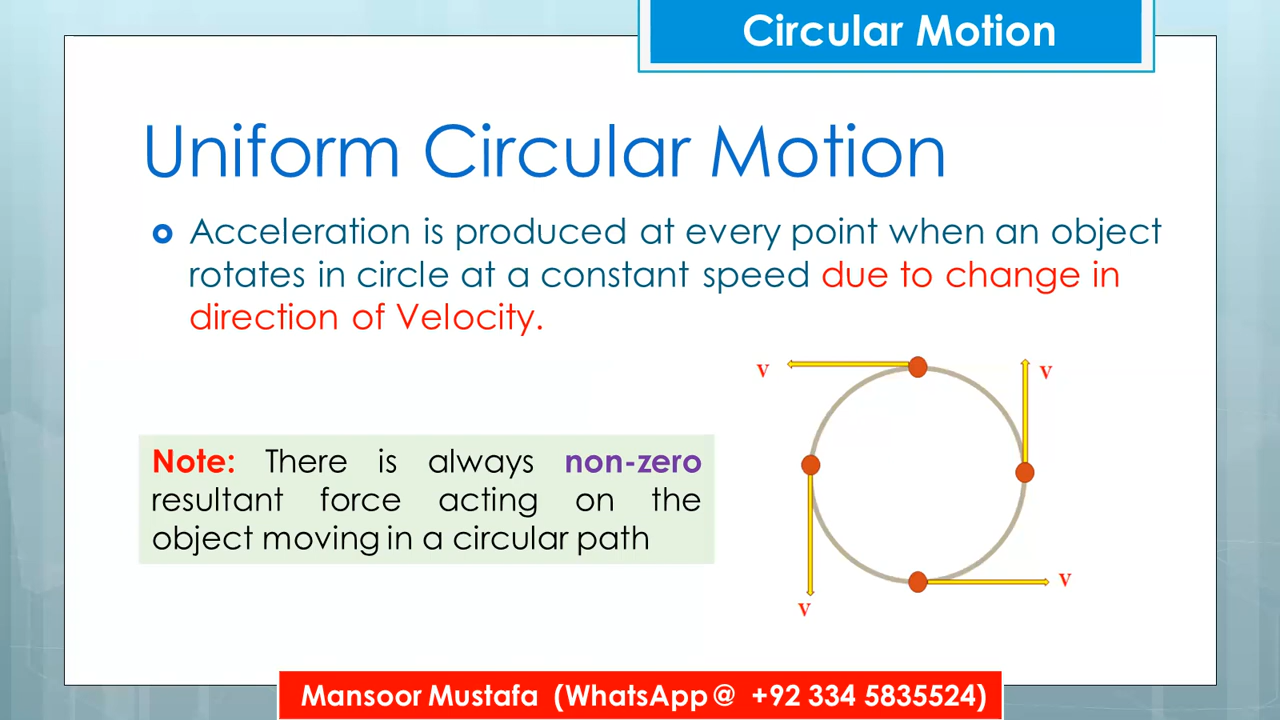 Circular Motion
Uniform Circular Motion
Acceleration is produced at every point when an object
rotates in circle at a constant speed due to change in
direction of Velocity.
v
v
Note: There is always non-zero
resultant force acting on the
object moving in a circular path
v
v
Mansoor Mustafa (WhatsApp@ +92 334 5835524)